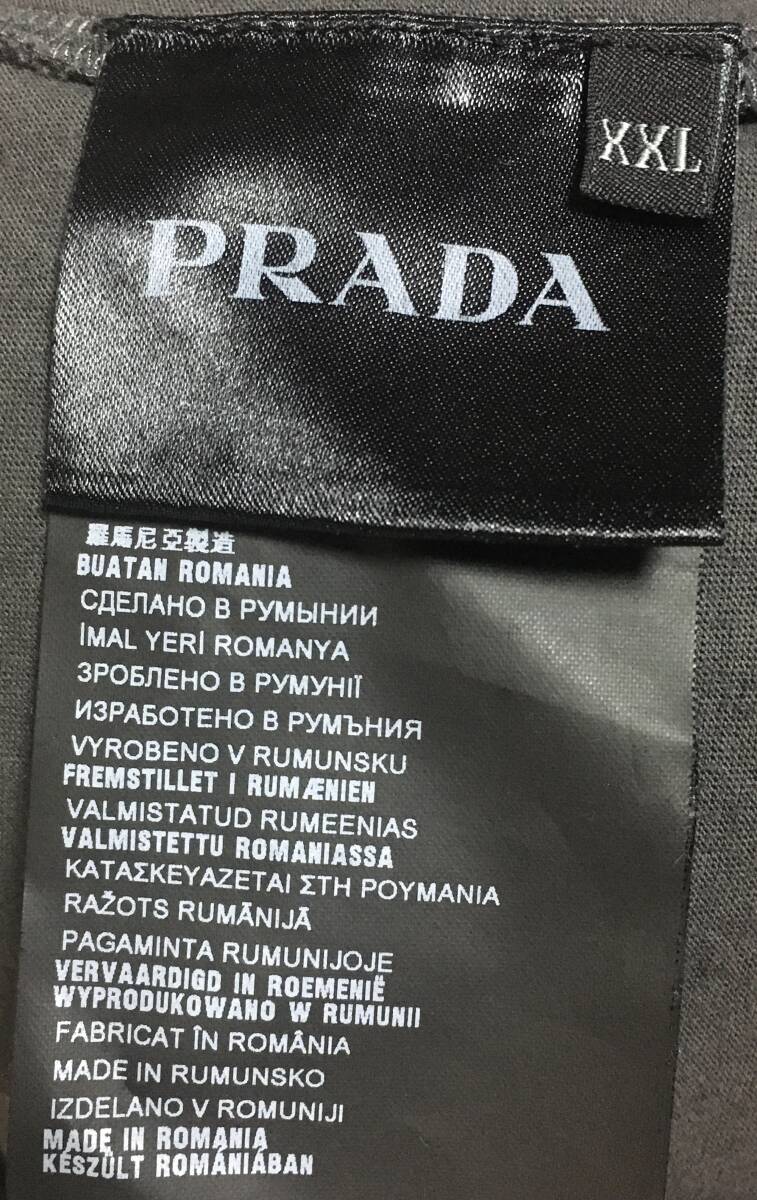 XXL
PRADA
羅馬尼亞製造
BUATAN ROMANIA
СДЕЛАНО В РУМЫНИИ
İMAL YERİ ROMANYA
ЗРОБЛЕНО В РУМУНІЇ
ИЗРАБОТЕНО В РУМЪНИЯ
VYROBENO V RUMUNSKU
FREMSTILLET I RUMÆNIEN
VALMISTATUD RUMEENIAS
VALMISTETTU ROMANIASSA
ΚΑΤΑΣΚΕΥΑΖΕΤΑΙ ΣΤΗ ΡΟΥΜΑΝΙΑ
RAŽOTS RUMĀNIJĀ
PAGAMINTA RUMUNIJOJE
VERVAARDIGD IN ROEMENIË
WYPRODUKOWANO W RUMUNII
FABRICAT ÎN ROMÂNIA
MADE IN RUMUNSKO
IZDELANO V ROMUNIJI
MADE IN ROMANIA
KÉSZÜLT ROMÁNIÁBAN